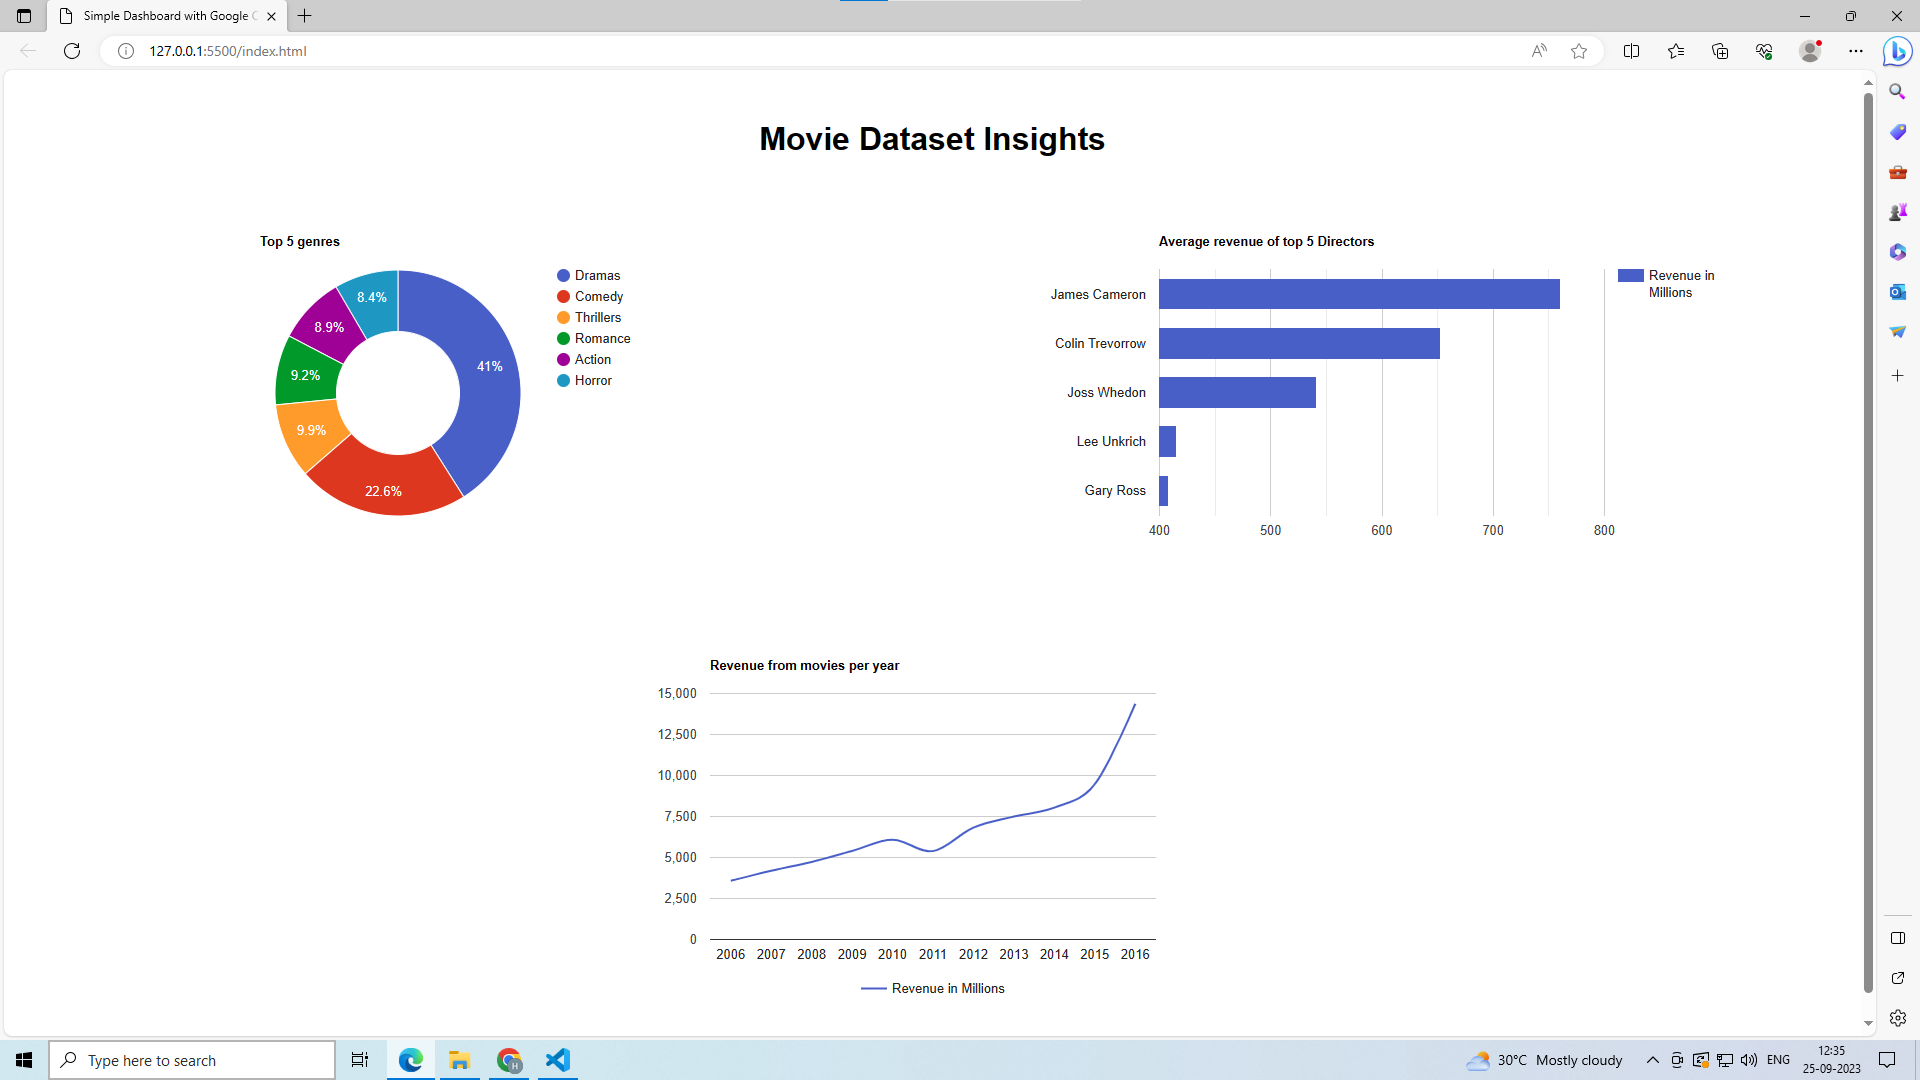 Simple Dashboard with Google C
127.0.0.1:5500/index.html
Movie Dataset Insights
Top 5 genres
Dramas
Comedy
Thrillers
Romance
Action
Horror
8.4%
8.9%
41%
9.2%
9.9%
22.6%
Average revenue of top 5 Directors
James Cameron
Colin Trevorrow
Joss Whedon
Lee Unkrich
Gary Ross
400 500 600 700 800
Revenue in
Millions
Revenue from movies per year
15,000
12,500
10,000
7,500
5,000
2,500
0
2006 2007 2008 2009 2010 2011 2012 2013 2014 2015 2016
Revenue in Millions
Type here to search
H
30°C Mostly cloudy
ENG
12:35
25-09-2023